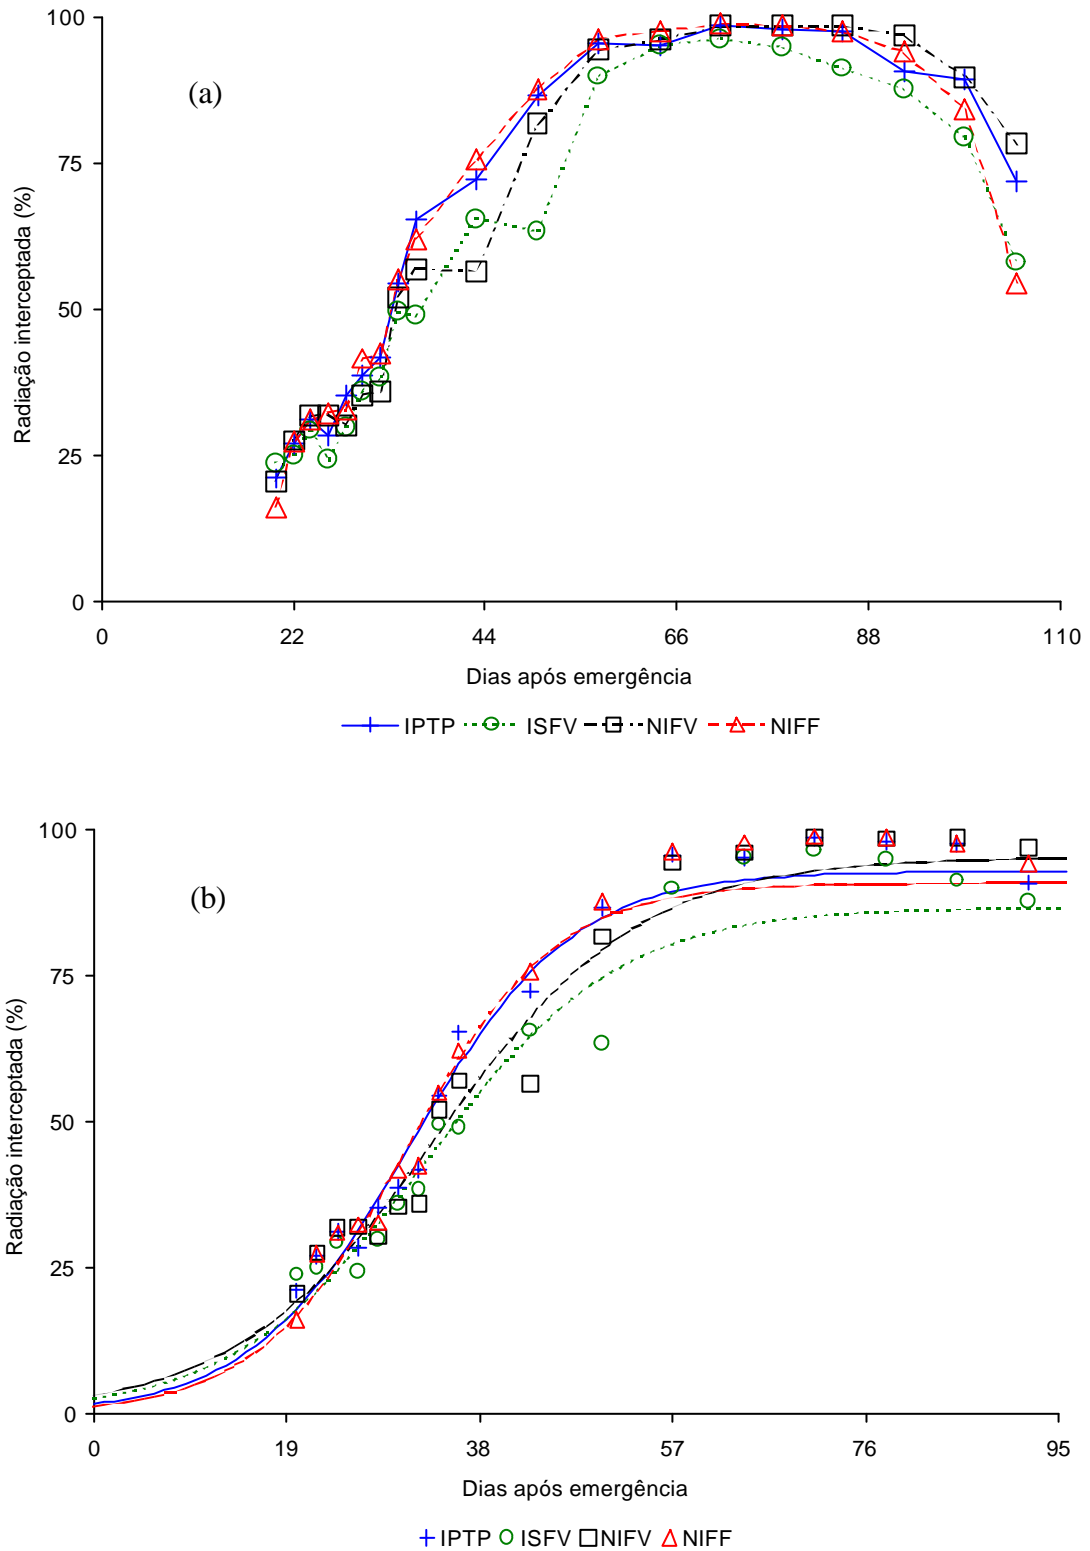 100
(a)
75
Radiação interceptada (%)
50
25
0
0 22 44 66 88 110
Dias após emergência
IPTP ISFV NIFV NIFF
100
(b)
75
Radiação interceptada (%)
50
25
0
0 19 38 57 76 95
Dias após emergência
IPTP ISFV NIFV NIFF